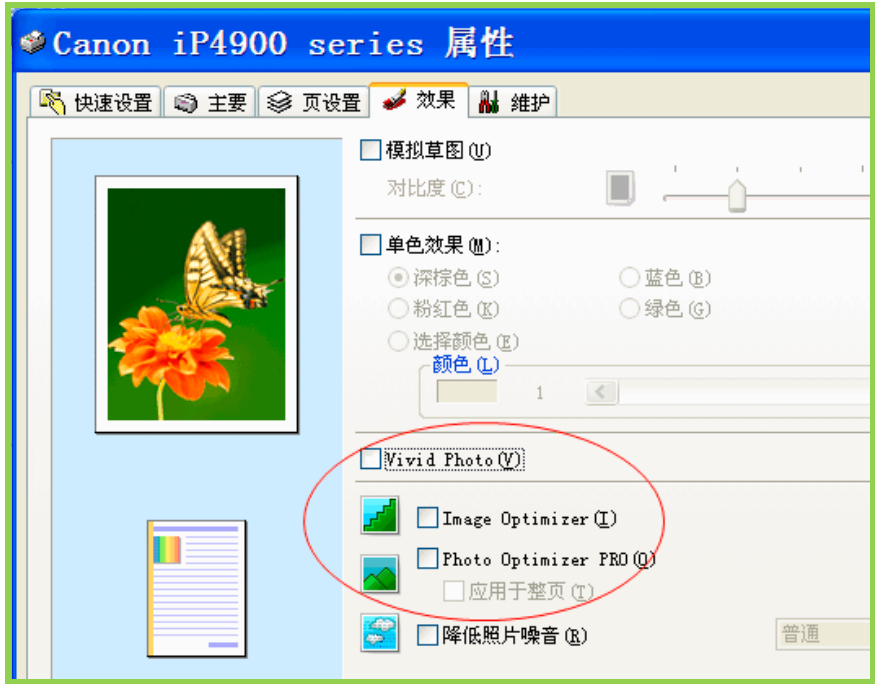 Canon iP4900 series 属性
快速设置 主要 页设置 效果 维护
模拟草图(U)
对比度(C):
单色效果(M):
深棕色(S) 蓝色(B)
粉红色(K) 绿色(G)
选择颜色(E)
颜色(L)
1
Vivid Photo(V)
Image Optimizer(I)
Photo Optimizer PRO(O)
应用于整页(T)
降低照片噪音(R) 普通